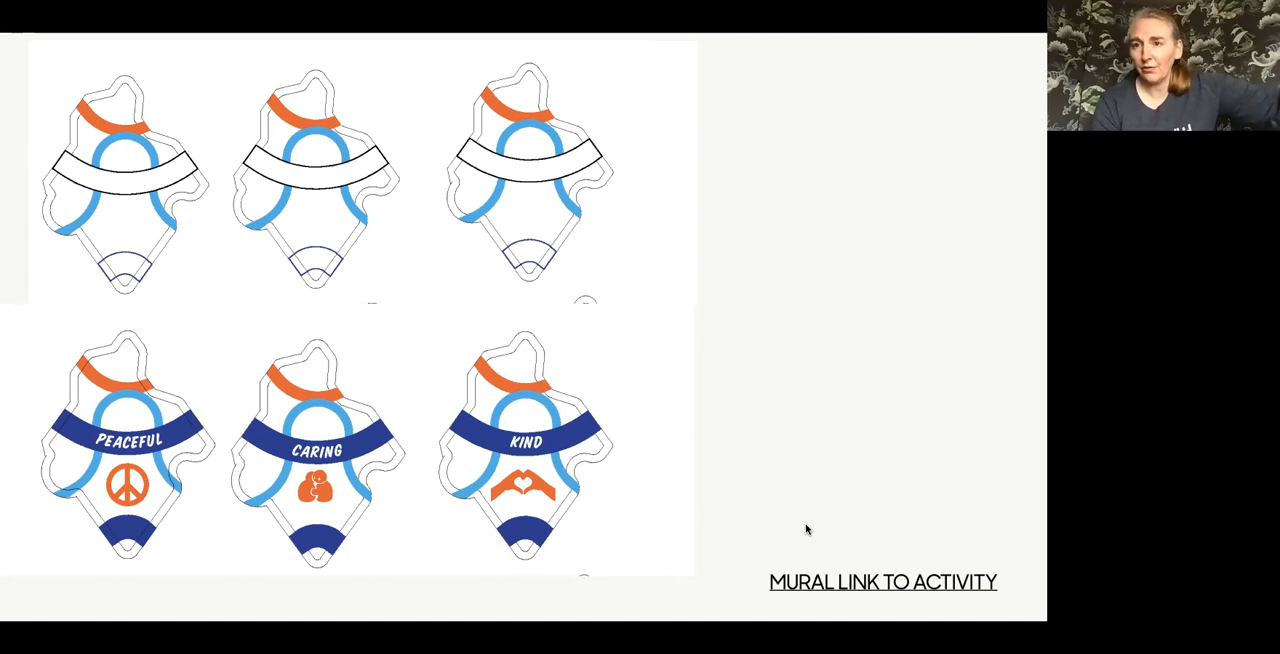 PEACEFUL
CARING
KIND
MURAL LINK TO ACTIVITY